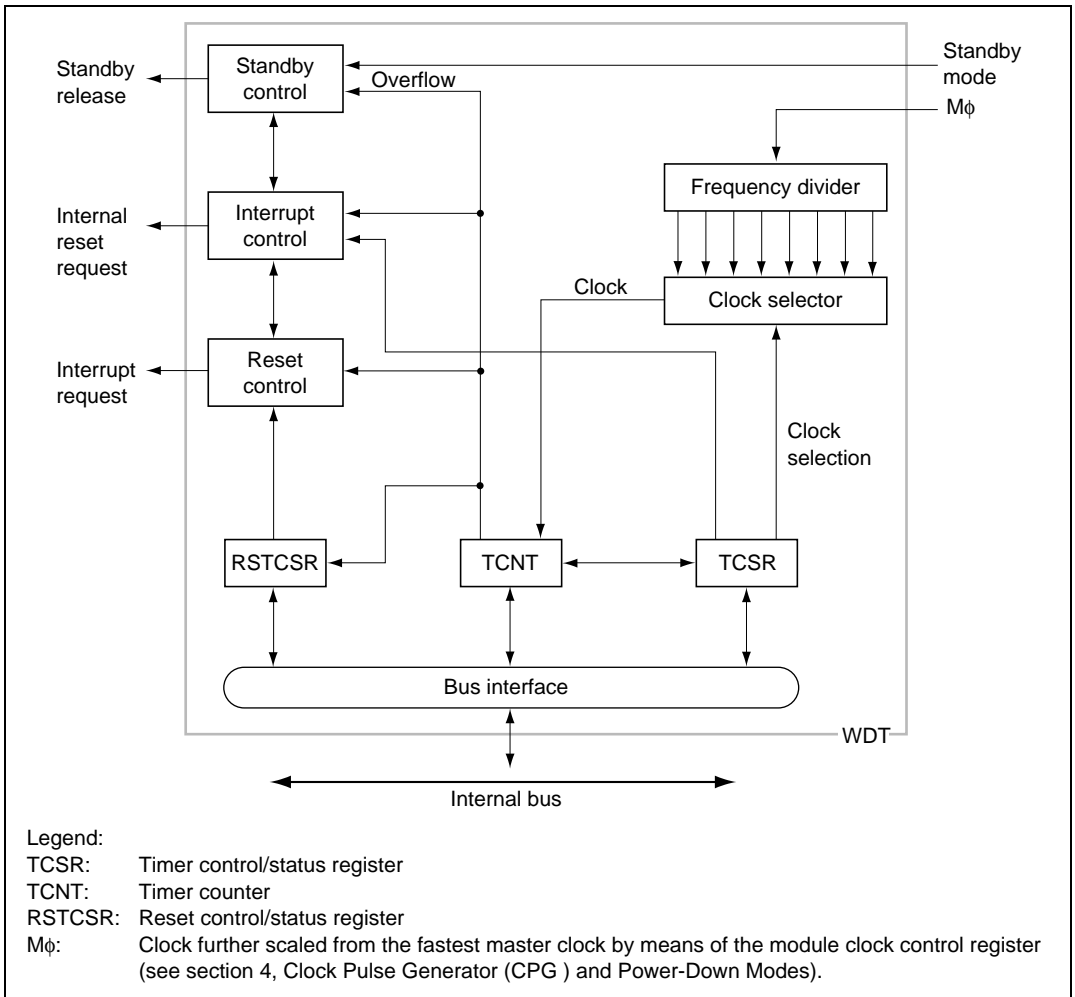 Standby
release
Standby
control
Overflow
Standby
mode
Mϕ
Frequency divider
Internal
reset
request
Interrupt
control
Clock
Clock selector
Interrupt
request
Reset
control
Clock
selection
RSTCSR
TCNT
TCSR
Bus interface
WDT
Internal bus
Legend:
TCSR: Timer control/status register
TCNT: Timer counter
RSTCSR: Reset control/status register
Mϕ: Clock further scaled from the fastest master clock by means of the module clock control register
(see section 4, Clock Pulse Generator (CPG ) and Power-Down Modes).